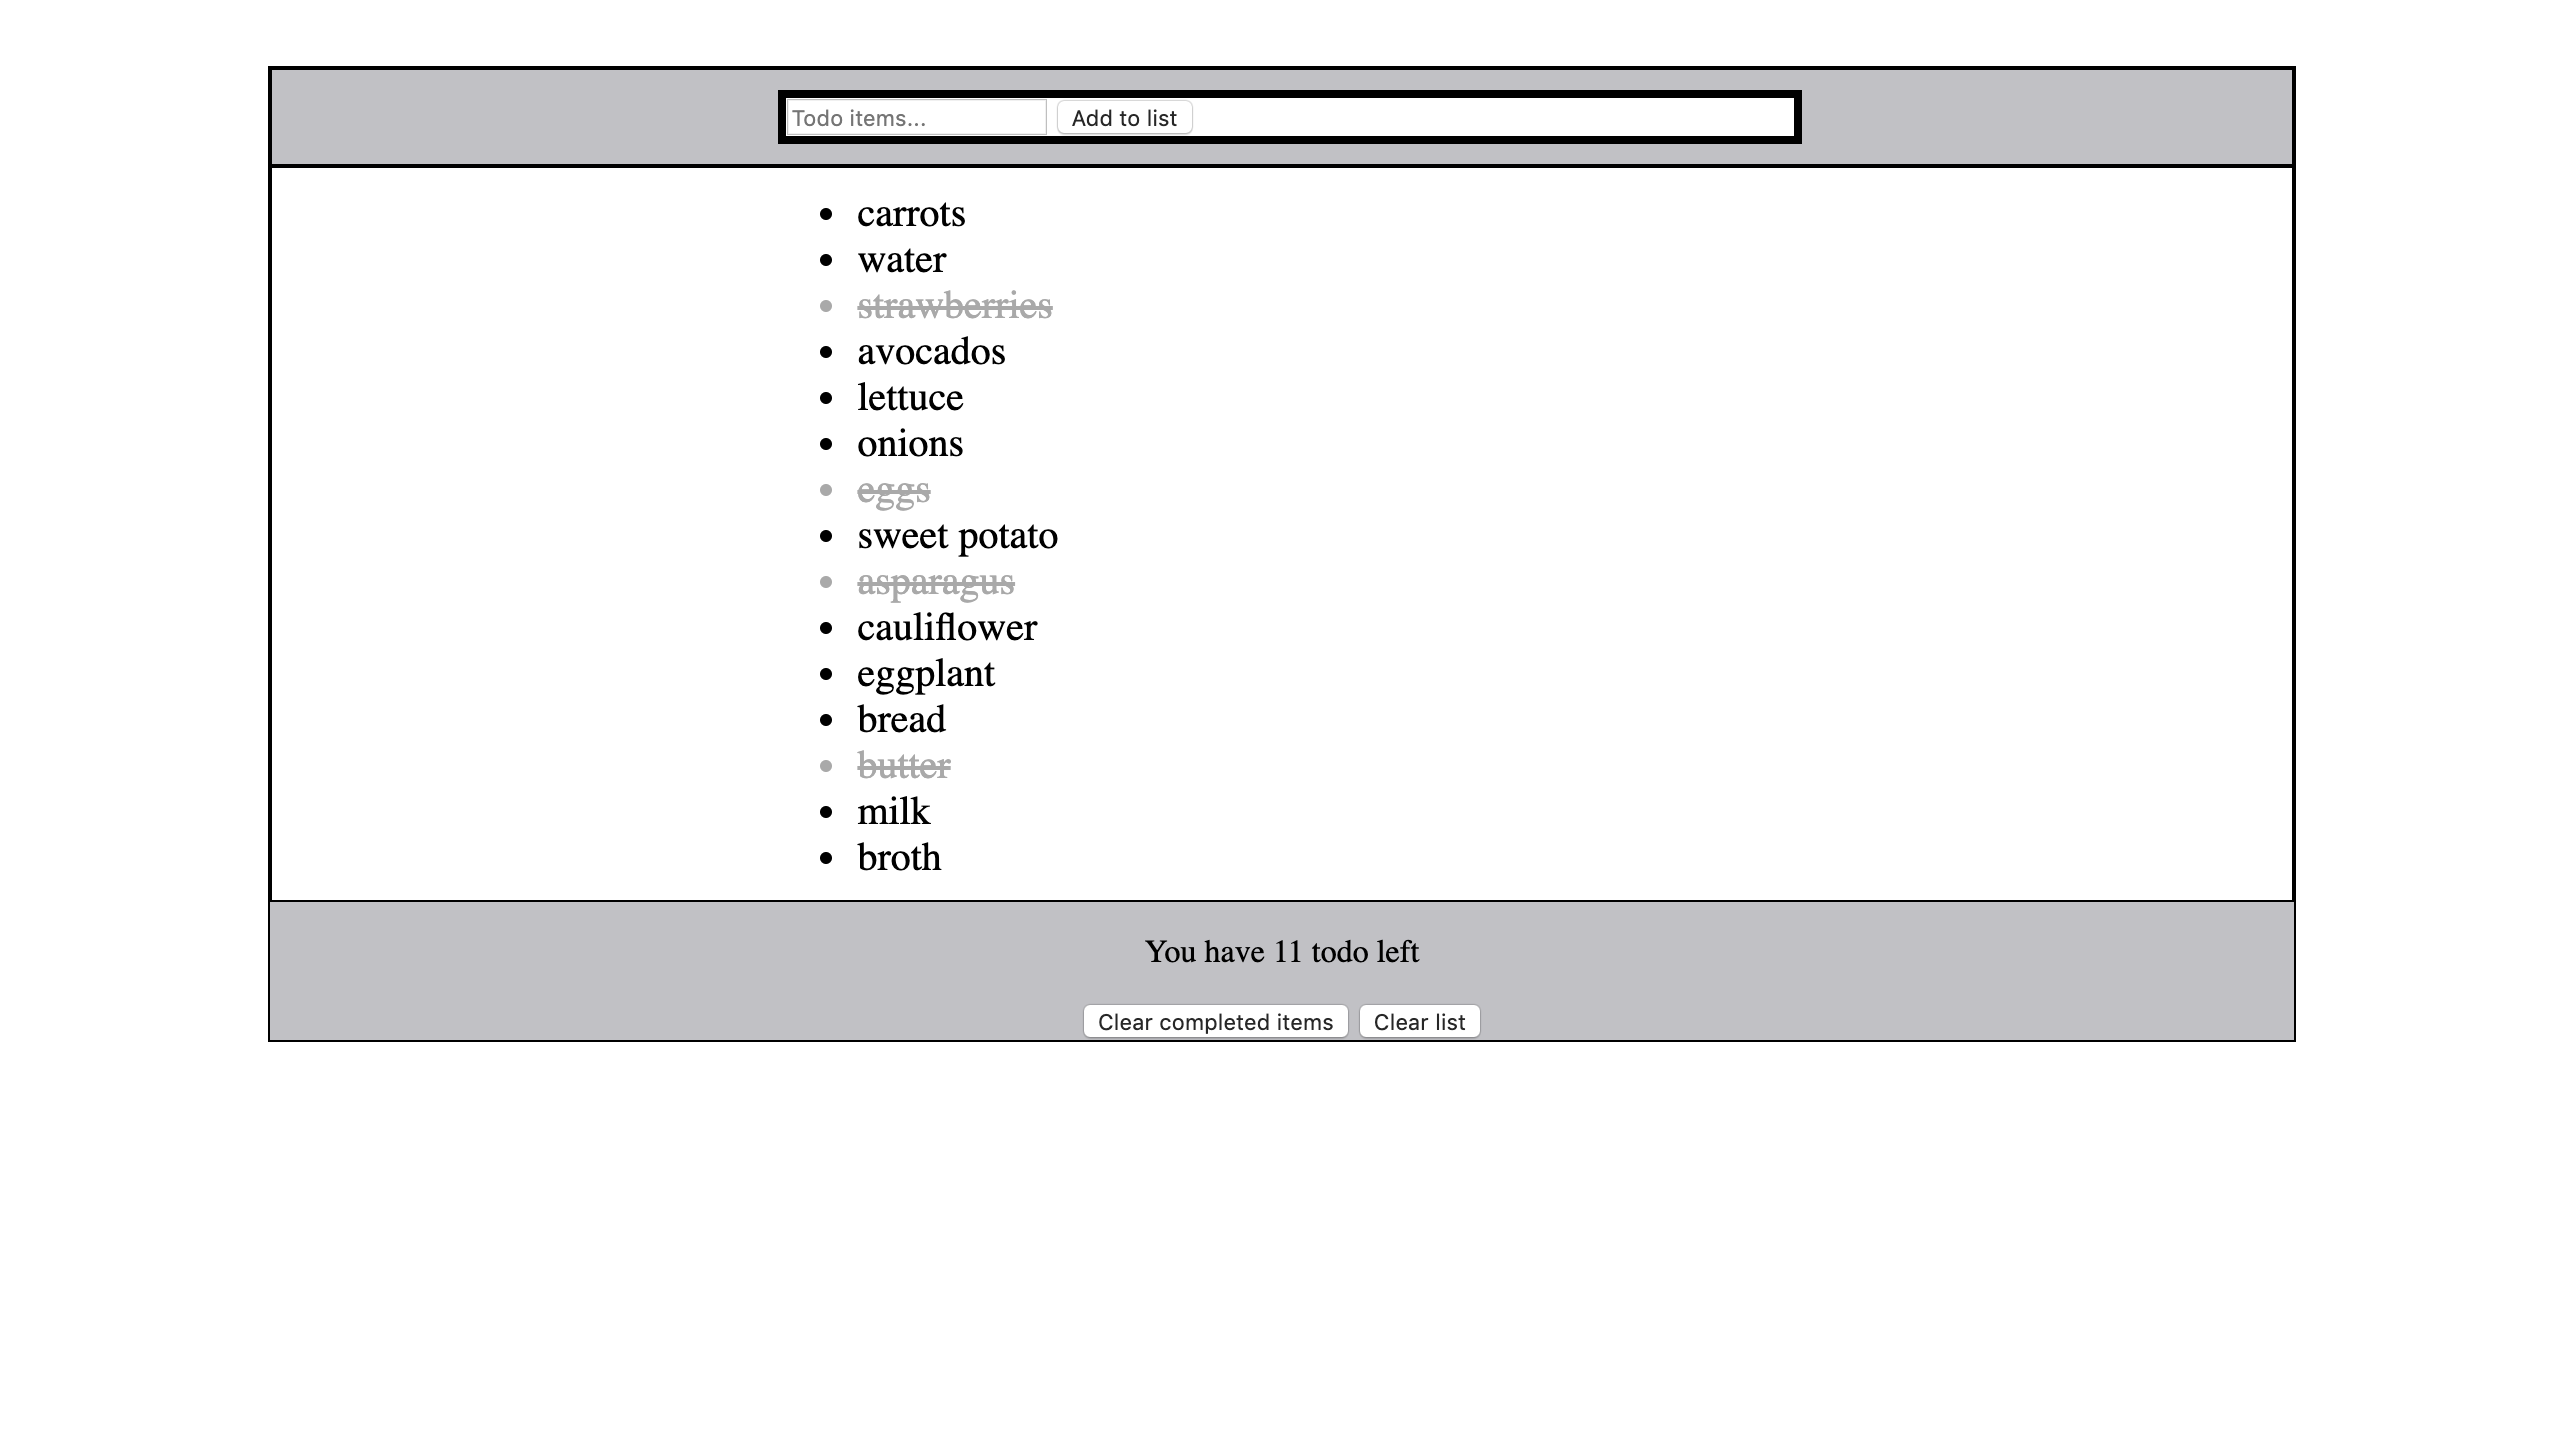 Todo items...
Add to list
carrots
water
strawberries
avocados
lettuce
onions
eggs
sweet potato
asparagus
cauliflower
eggplant
bread
butter
milk
broth
You have 11 todo left
Clear completed items
Clear list